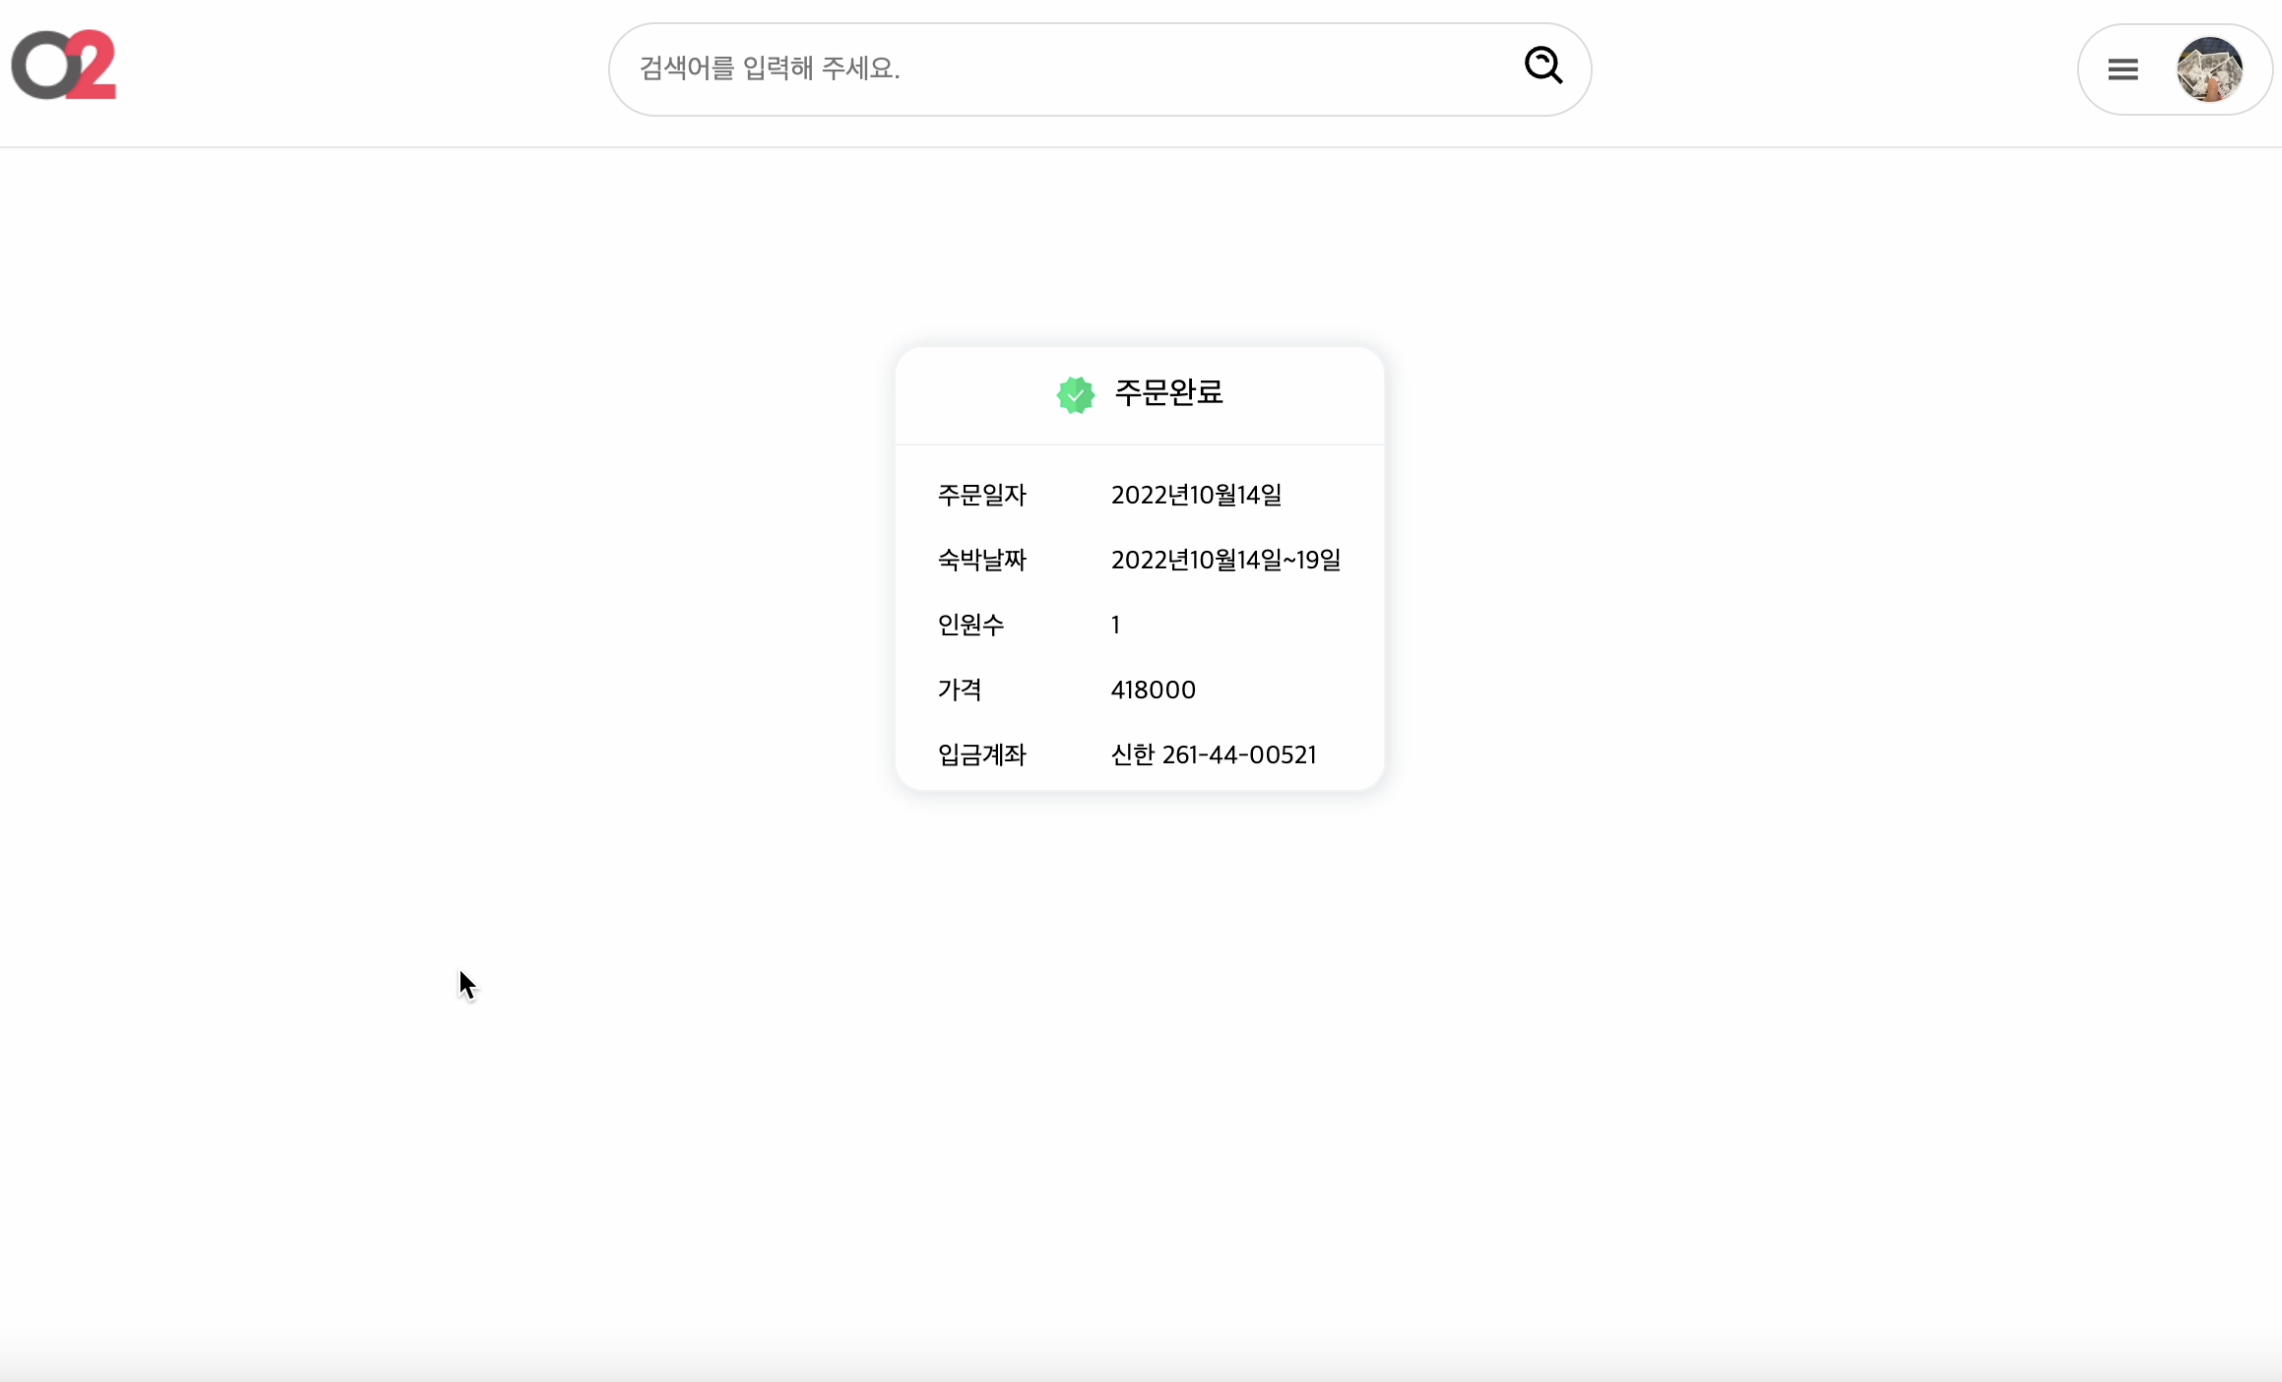 O2
검색어를 입력해 주세요.
주문완료
주문일자 2022년10월14일
숙박날짜 2022년10월14일~19일
인원수 1
가격 418000
입금계좌 신한 261-44-00521